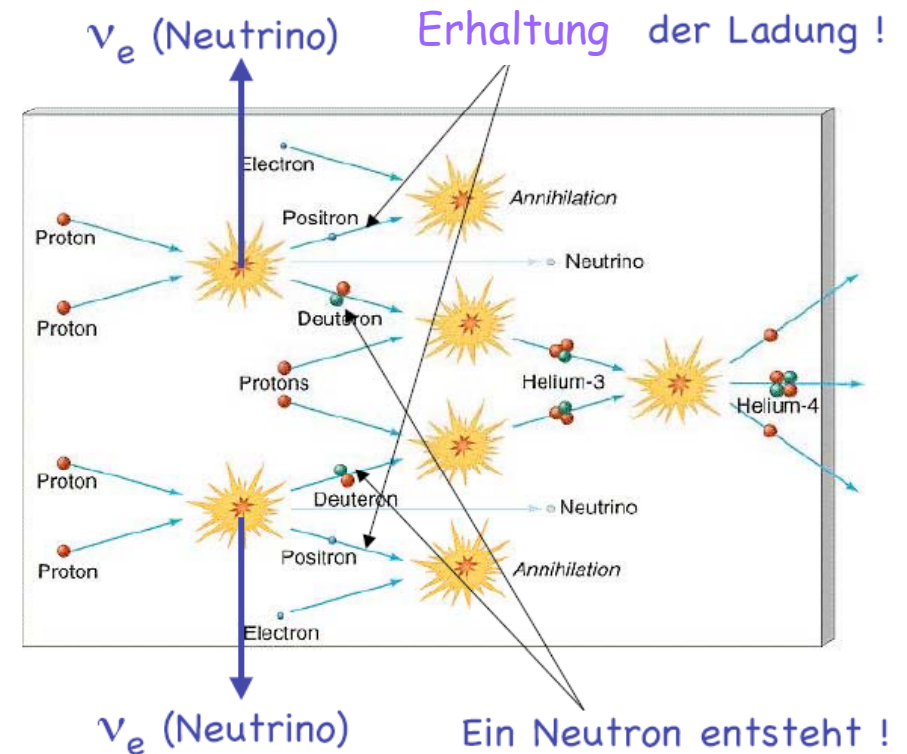 νe (Neutrino)
Erhaltung der Ladung !
Electron
Annihilation
Positron
Proton
Neutrino
Proton
Deuteron
Protons
Helium-3
Helium-4
Proton
Deuteron
Neutrino
Positron
Proton
Annihilation
Electron
νe (Neutrino)
Ein Neutron entsteht !